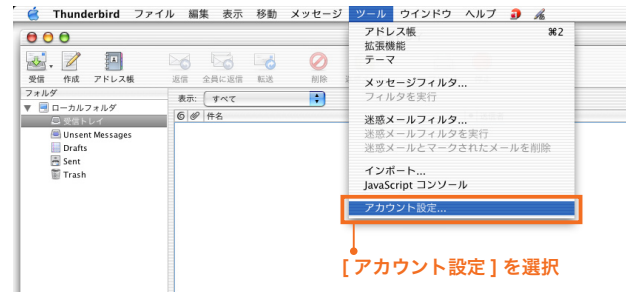 Thunderbird ファイル 編集 表示 移動 メッセージ ツール ウインドウ ヘルプ
アドレス帳 ⌘2
拡張機能
テーマ
メッセージフィルタ...
フィルタを実行
迷惑メールフィルタ...
迷惑メールフィルタを実行
迷惑メールとマークされたメールを削除
インポート...
JavaScript コンソール
アカウント設定...
受信 作成 アドレス帳 返信 全員に返信 転送 削除
フォルダ
表示: すべて
件名
ローカルフォルダ
受信トレイ
Unsent Messages
Drafts
Sent
Trash
[ アカウント設定 ] を選択